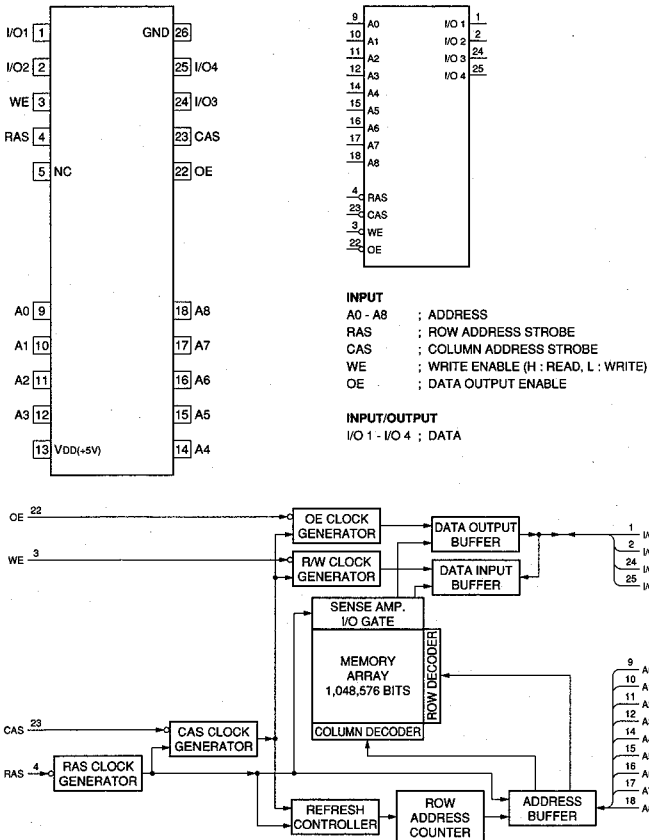 I/O1 1 GND 26
I/O2 2 25 I/O4
WE 3 24 I/O3
RAS 4 23 CAS
5 NC 22 OE
A0 9 18 A8
A1 10 17 A7
A2 11 16 A6
A3 12 15 A5
13 VDD(+5V) 14 A4
9 A0 I/O 1 1
10 A1 I/O 2 2
11 A2 I/O 3 24
12 A3 I/O 4 25
14 A4
15 A5
16 A6
17 A7
18 A8
4 RAS
23 CAS
3 WE
22 OE
INPUT
A0 - A8 ; ADDRESS
RAS ; ROW ADDRESS STROBE
CAS ; COLUMN ADDRESS STROBE
WE ; WRITE ENABLE (H : READ, L : WRITE)
OE ; DATA OUTPUT ENABLE
INPUT/OUTPUT
I/O 1 - I/O 4 ; DATA
OE 22
OE CLOCK
GENERATOR
DATA OUTPUT
BUFFER
WE 3
R/W CLOCK
GENERATOR
DATA INPUT
BUFFER
1
2
24
25
SENSE AMP.
I/O GATE
MEMORY
ARRAY
1,048,576 BITS
ROW DECODER
COLUMN DECODER
CAS 23
CAS CLOCK
GENERATOR
RAS 4
RAS CLOCK
GENERATOR
REFRESH
CONTROLLER
ROW
ADDRESS
COUNTER
ADDRESS
BUFFER
9
10
11
12
14
15
16
17
18